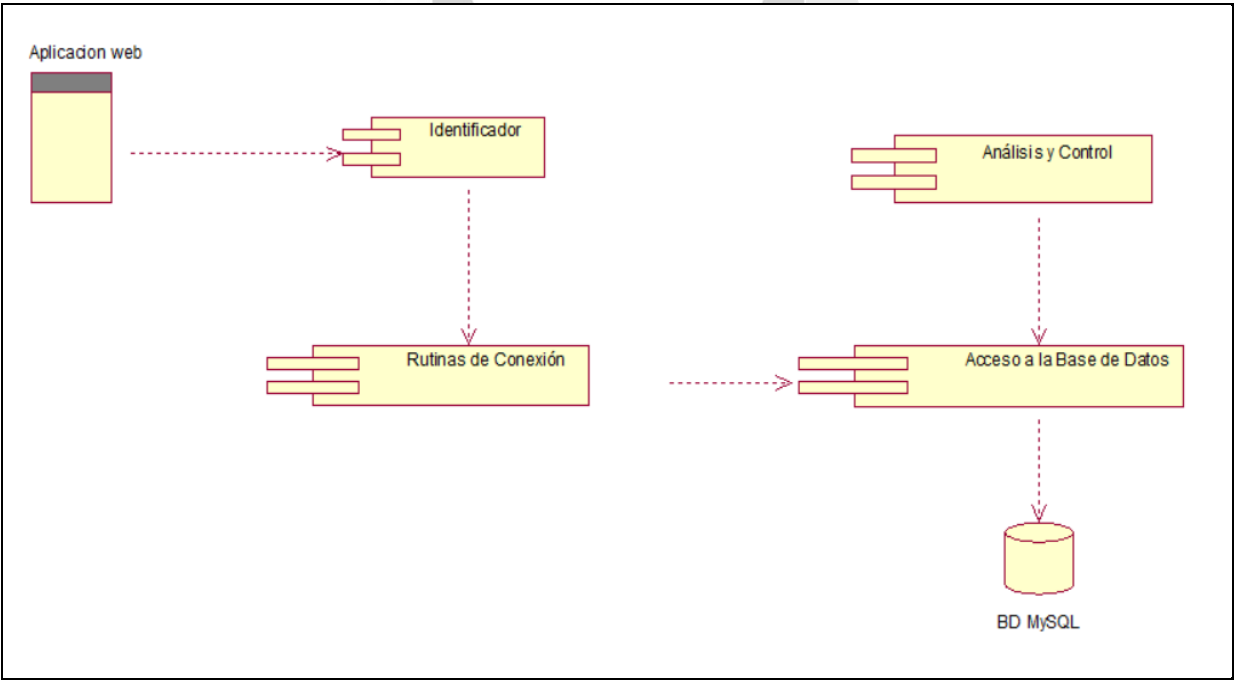 Aplicacion web
Identificador
Análisis y Control
Rutinas de Conexión
Acceso a la Base de Datos
BD MySQL